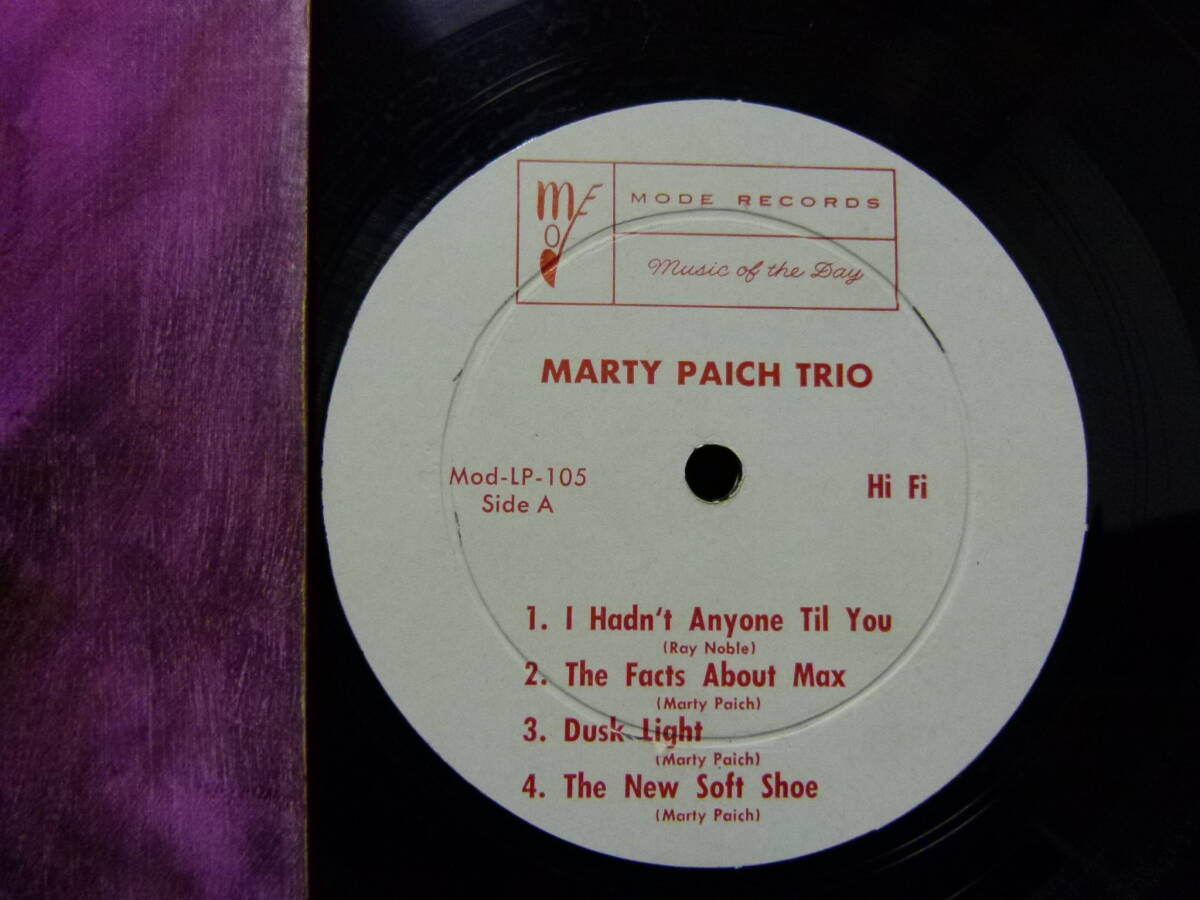 MODE
MODE RECORDS
Music of the Day
MARTY PAICH TRIO
Mod-LP-105
Side A
Hi Fi
1. I Hadn't Anyone Til You
(Ray Noble)
2. The Facts About Max
(Marty Paich)
3. Dusk Light
(Marty Paich)
4. The New Soft Shoe
(Marty Paich)